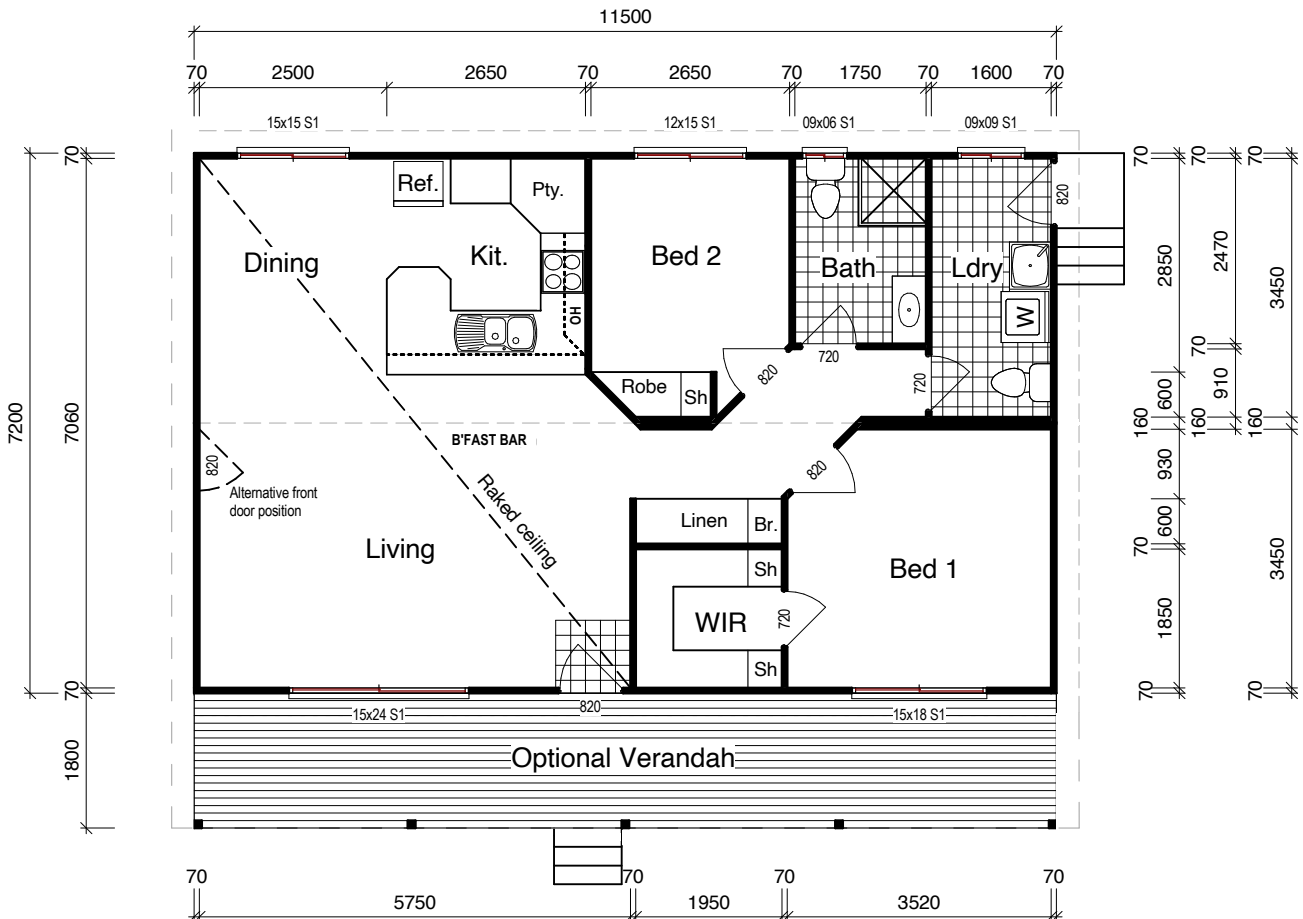 11500
70 2500 2650 70 2650 70 1750 70 1600 70
15x15 S1 12x15 S1 09x06 S1 09x09 S1
70 70 70 70
Ref. Pty. 820
Dining Kit. Bed 2 Bath Ldry
2850 2470 3450
HO W
720 70
Robe Sh 820 720 600 910
7200 7060
160 160 160
B'FAST BAR
820 820 930
Alternative front
door position
Raked ceiling
Linen Br. 600
Living 70
Sh Bed 1 3450
WIR 720 1850
Sh
70 70 70
15x24 S1 820 15x18 S1
1800 Optional Verandah
70 70 70 70
5750 1950 3520